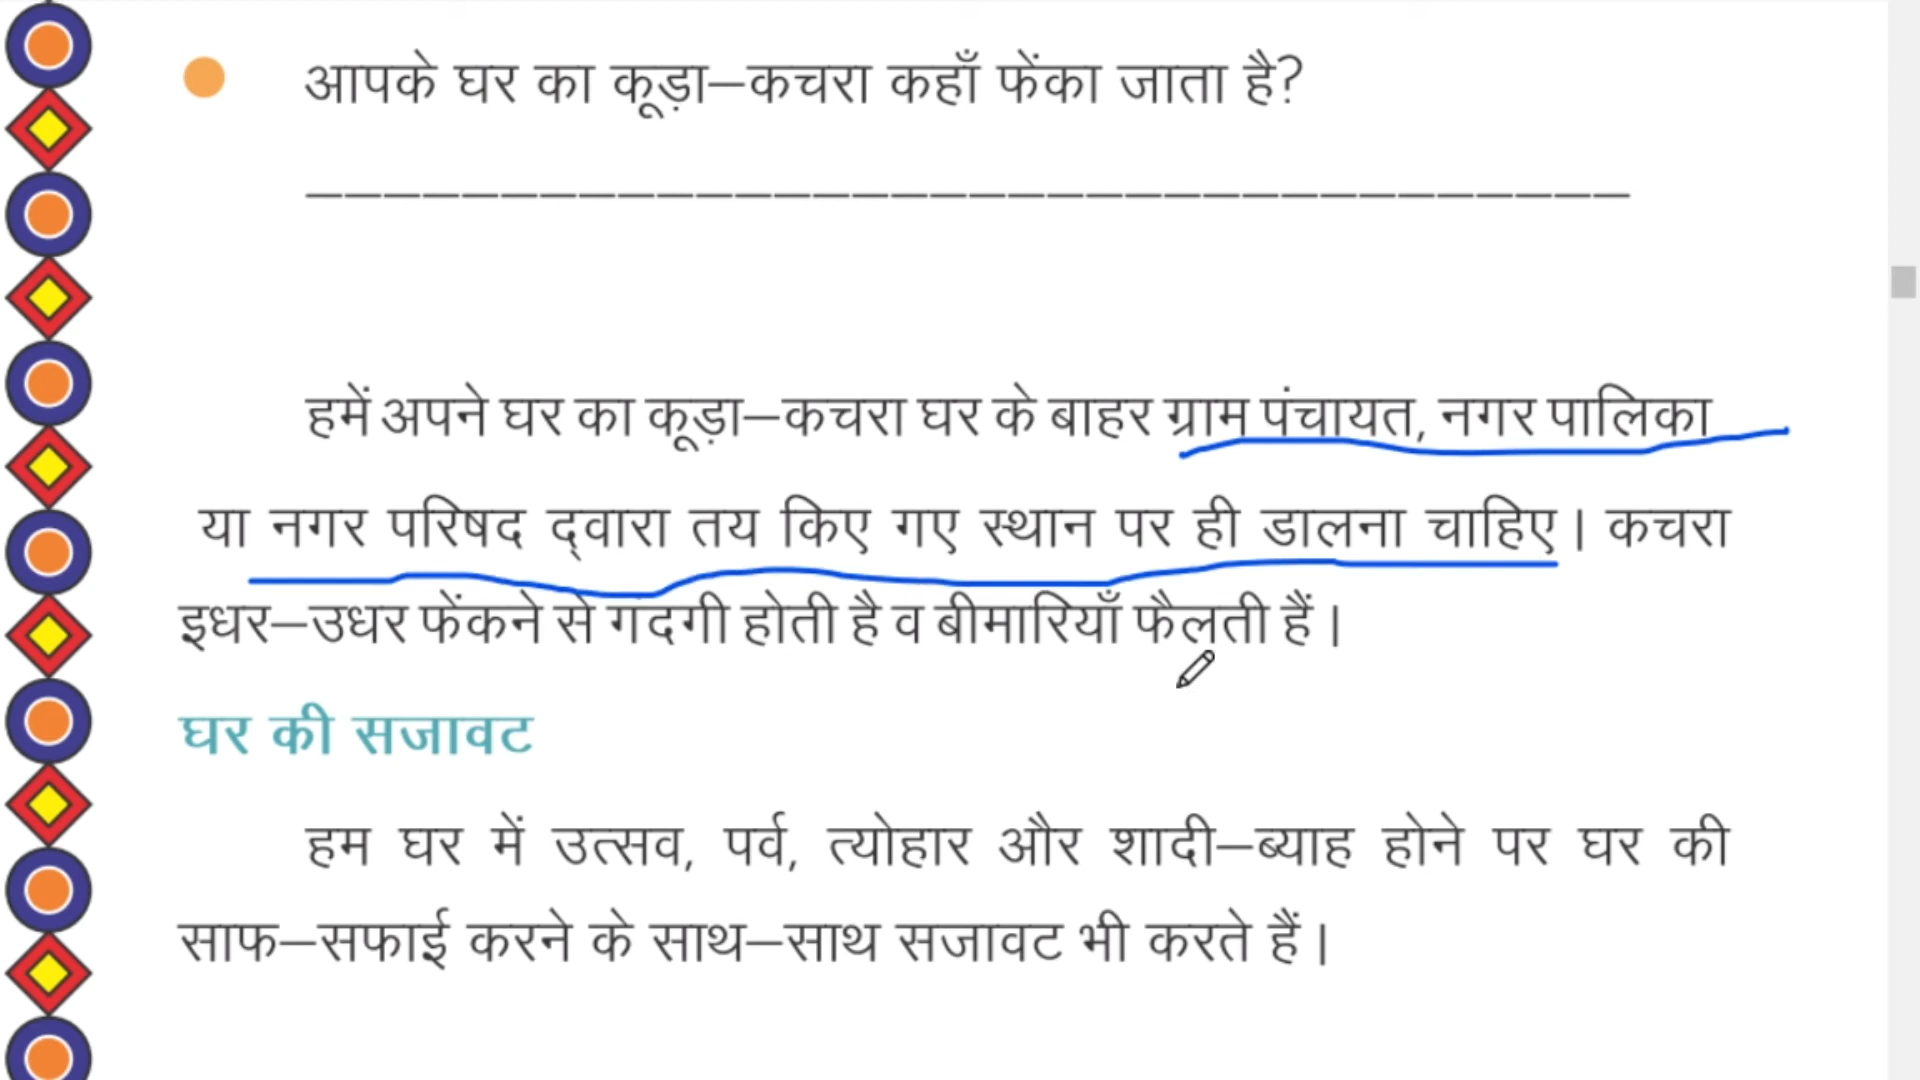 आपके घर का कूड़ा–कचरा कहाँ फेंका जाता है?
हमें अपने घर का कूड़ा–कचरा घर के बाहर ग्राम पंचायत, नगर पालिका
या नगर परिषद द्‌वारा तय किए गए स्थान पर ही डालना चाहिए। कचरा
इधर–उधर फेंकने से गदगी होती है व बीमारियाँ फैलती हैं।
घर की सजावट
हम घर में उत्सव, पर्व, त्योहार और शादी–ब्याह होने पर घर की
साफ–सफाई करने के साथ–साथ सजावट भी करते हैं।